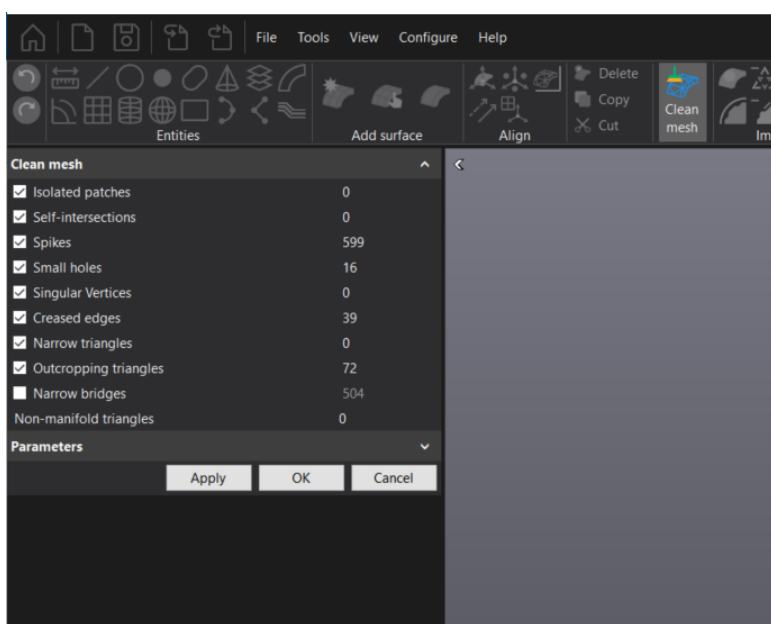 File Tools View Configure Help
Delete
Copy
Cut
Clean
mesh
Entities Add surface Align Im
Clean mesh
Isolated patches 0
Self-intersections 0
Spikes 599
Small holes 16
Singular Vertices 0
Creased edges 39
Narrow triangles 0
Outcropping triangles 72
Narrow bridges 504
Non-manifold triangles 0
Parameters
Apply OK Cancel